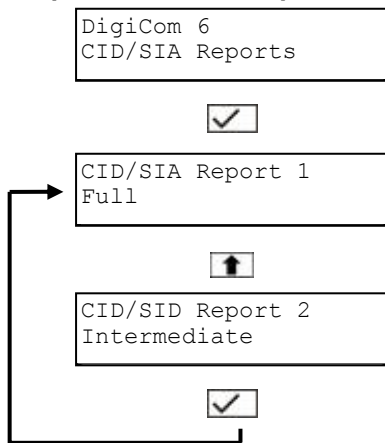 DigiCom 6
CID/SIA Reports
CID/SIA Report 1
Full
CID/SID Report 2
Intermediate